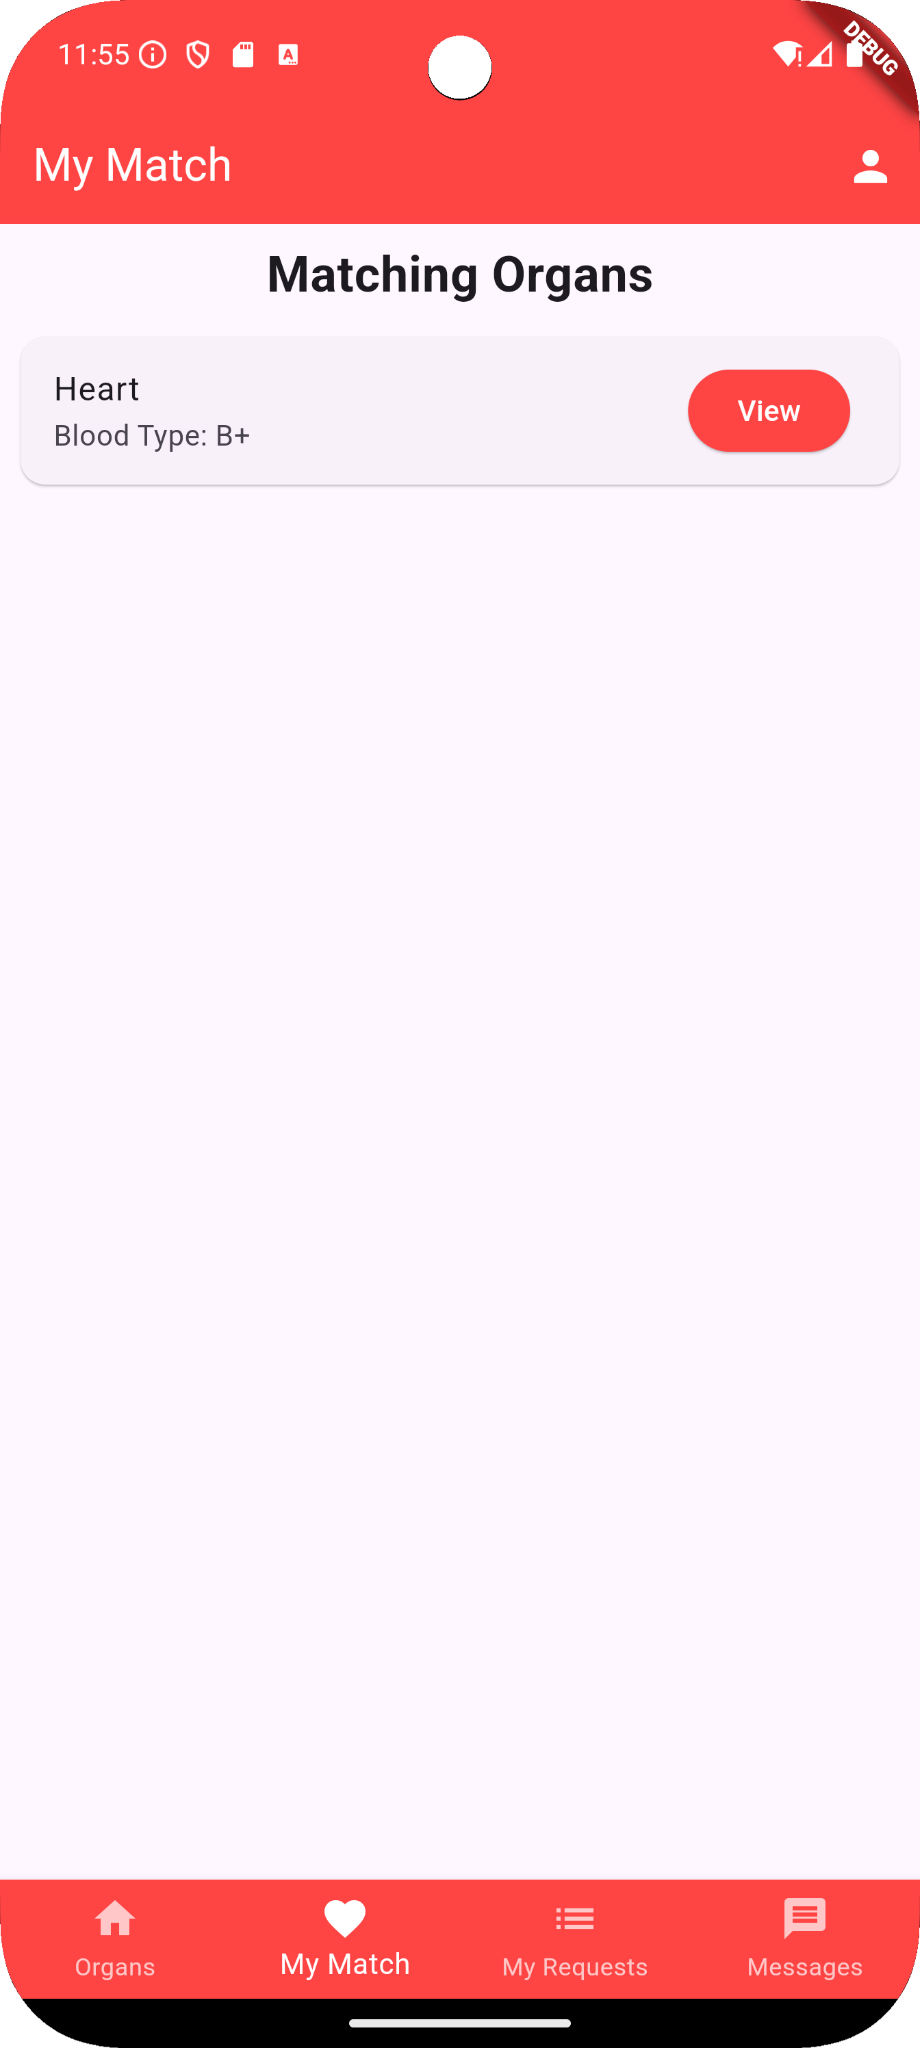 11:55
DEBUG
My Match
Matching Organs
Heart
Blood Type: B+
View
Organs
My Match
My Requests
Messages